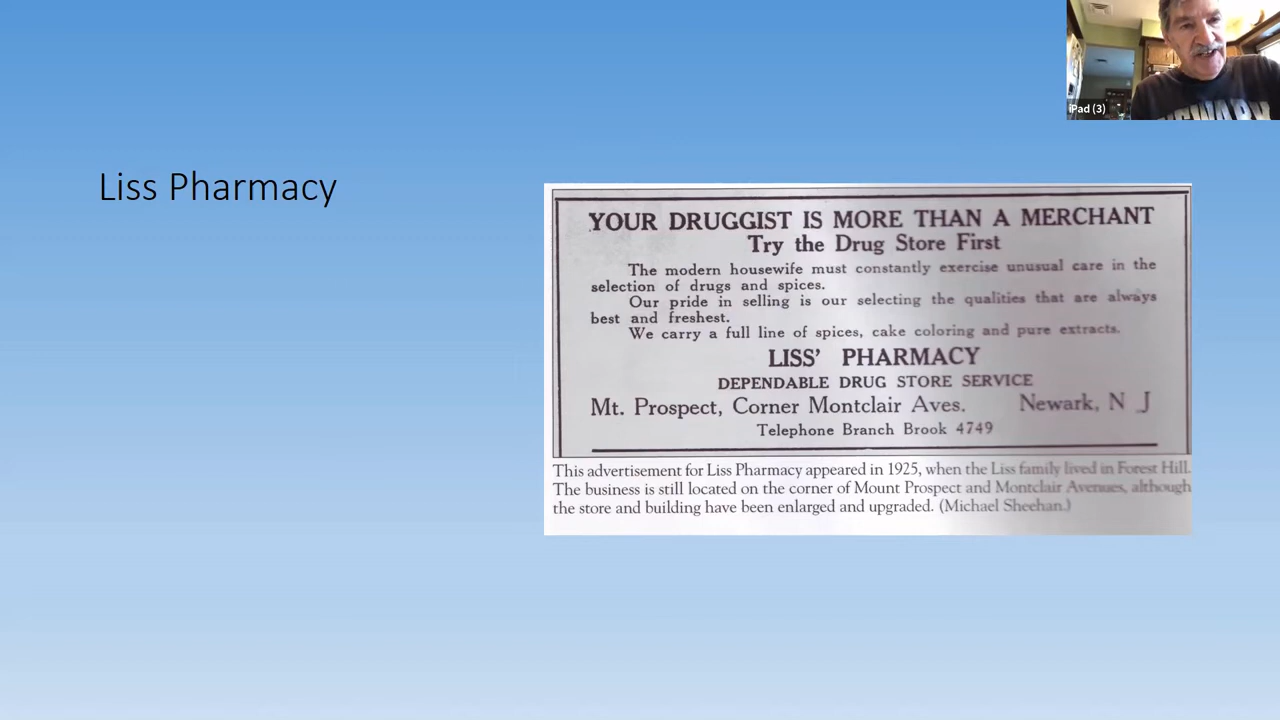 iPad (3)
Liss Pharmacy
YOUR DRUGGIST IS MORE THAN A MERCHANT
Try the Drug Store First
The modern housewife must constantly exercise unusual care in the
selection of drugs and spices.
Our pride in selling is our selecting the qualities that are always
best and freshest.
We carry a full line of spices, cake coloring and pure extracts.
LISS' PHARMACY
DEPENDABLE DRUG STORE SERVICE
Mt. Prospect, Corner Montclair Aves. Newark, N J
Telephone Branch Brook 4749
This advertisement for Liss Pharmacy appeared in 1925, when the Liss family lived in Forest Hill.
The business is still located on the corner of Mount Prospect and Montclair Avenues, although
the store and building have been enlarged and upgraded. (Michael Sheehan.)